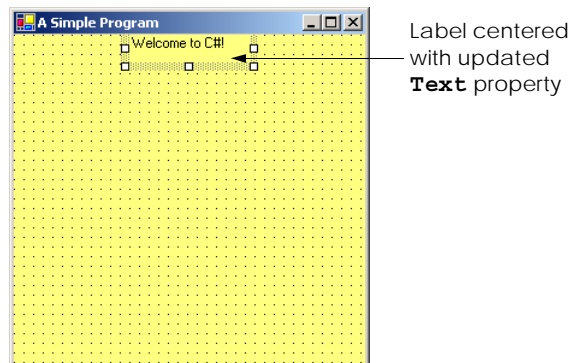 A Simple Program
Welcome to C#!
Label centered
with updated
Text property